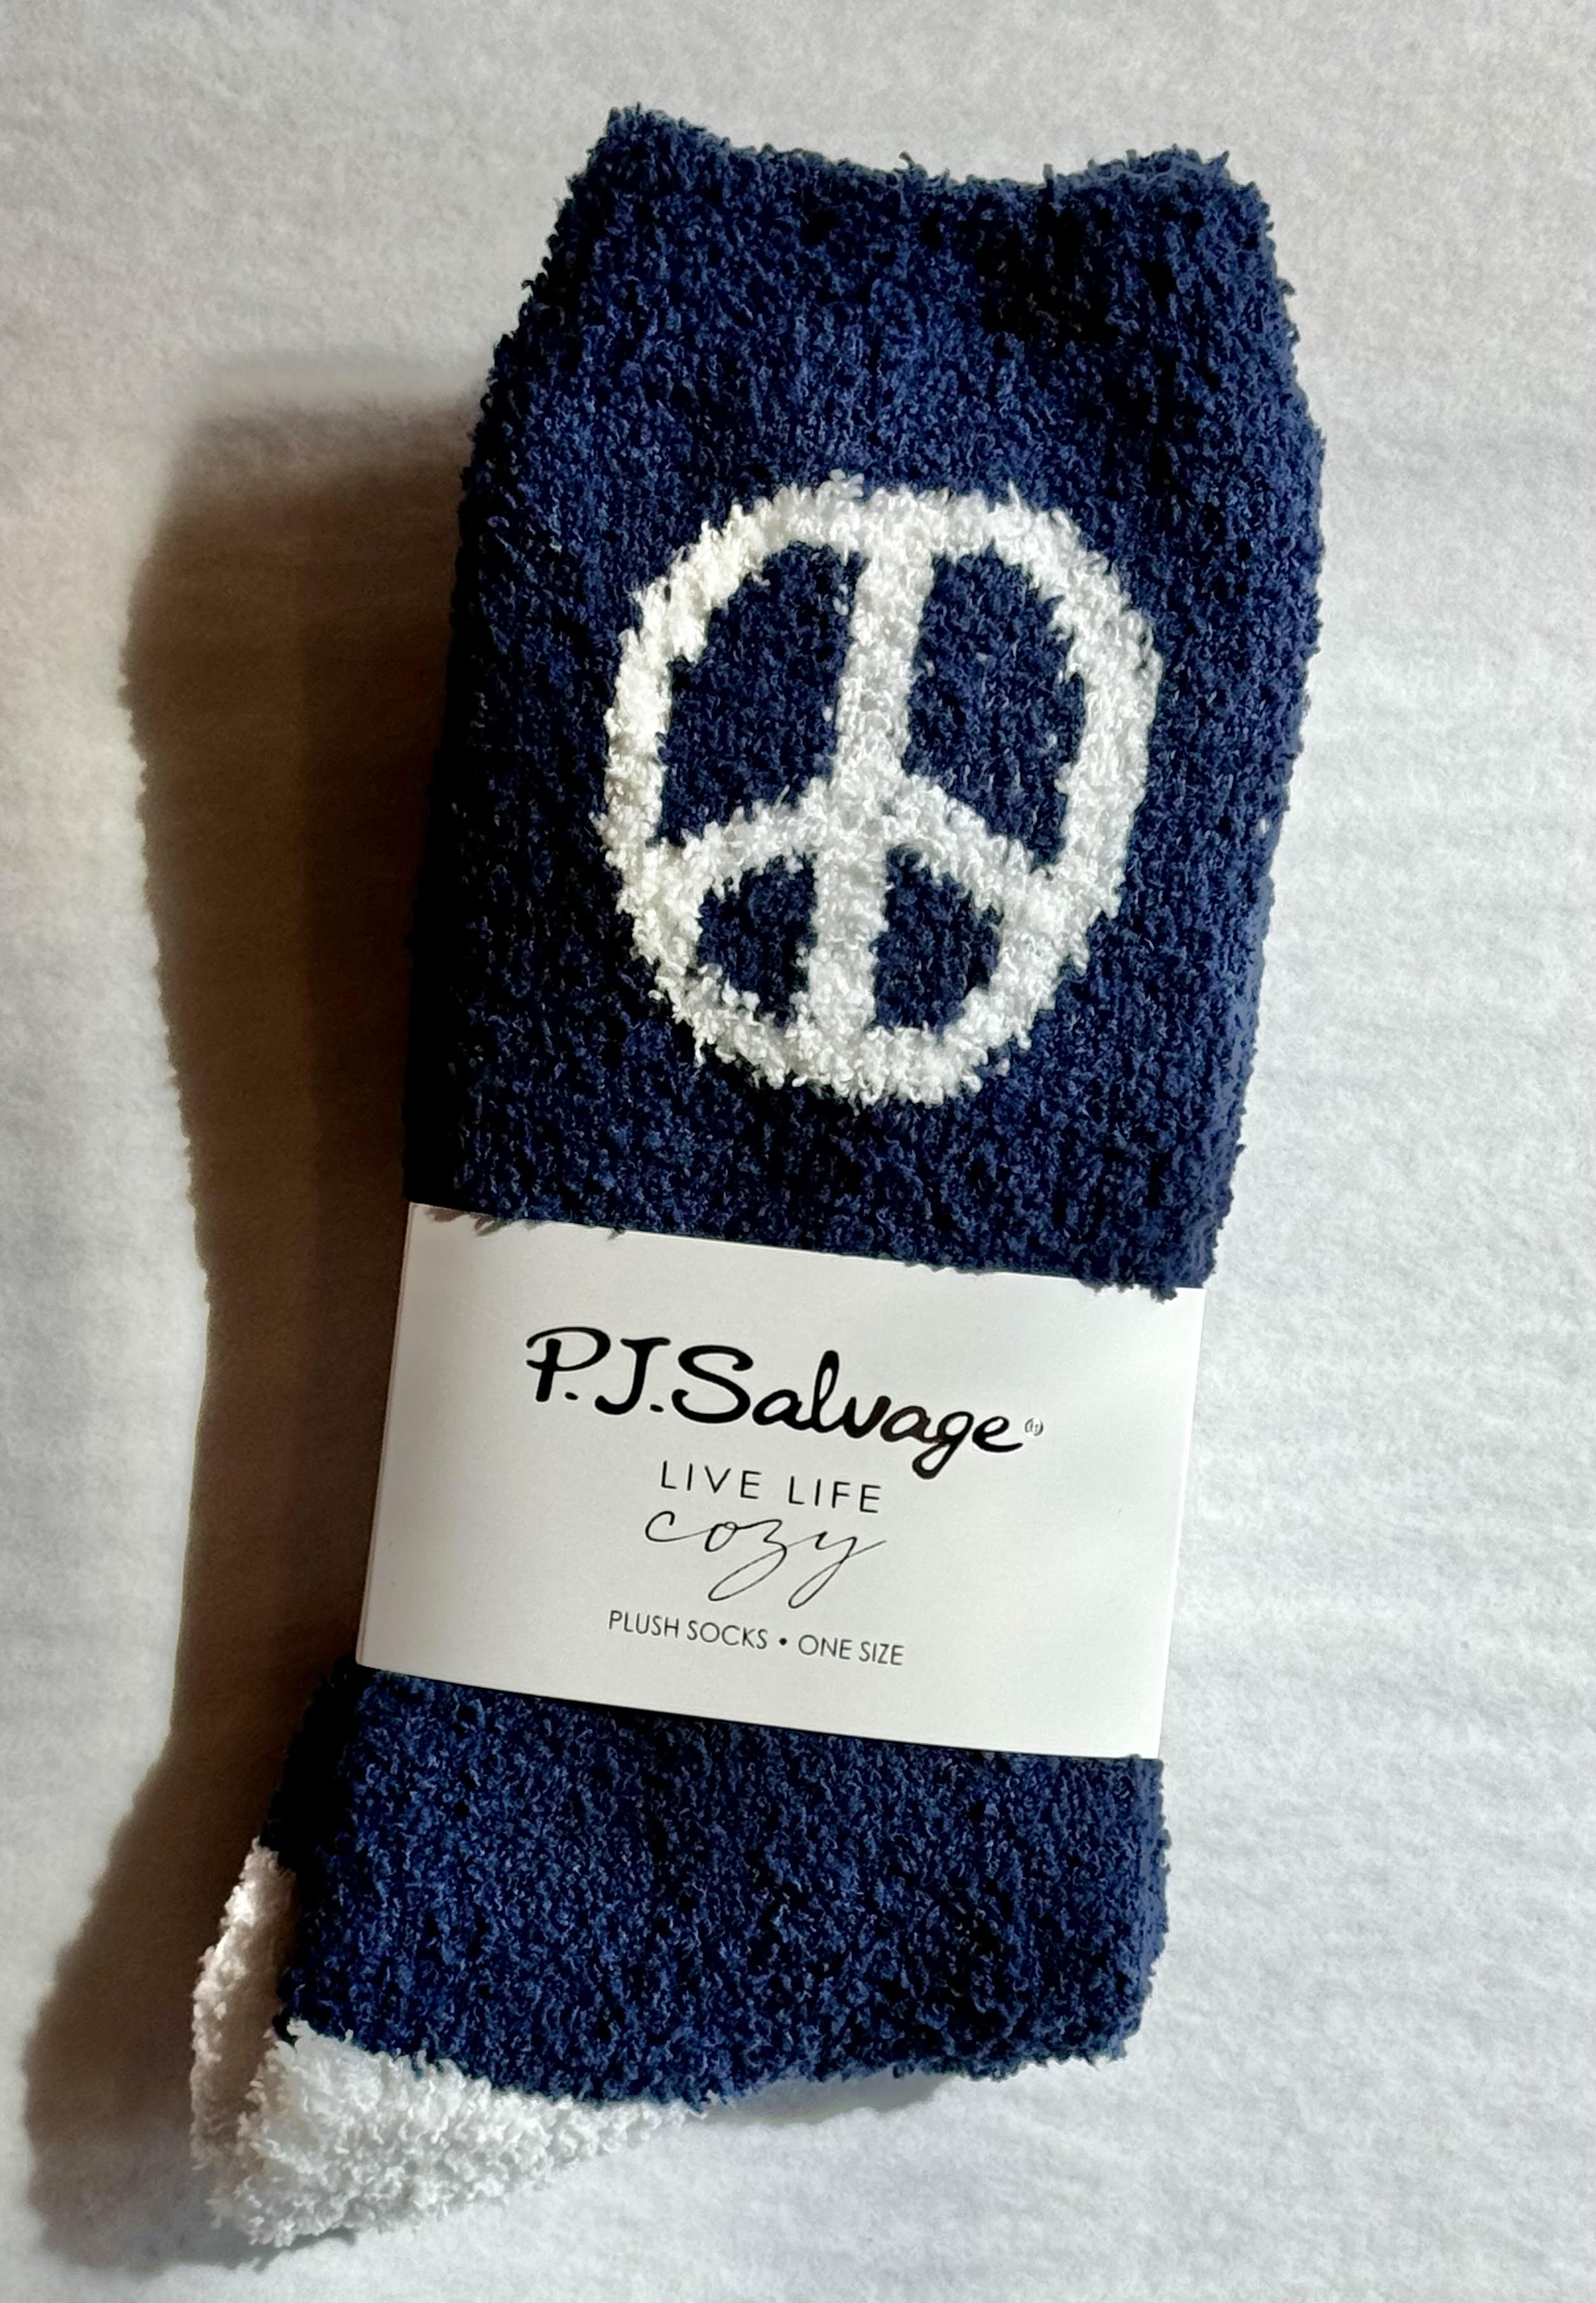 P.J.Salvage®
LIVE LIFE
cozy
PLUSH SOCKS • ONE SIZE